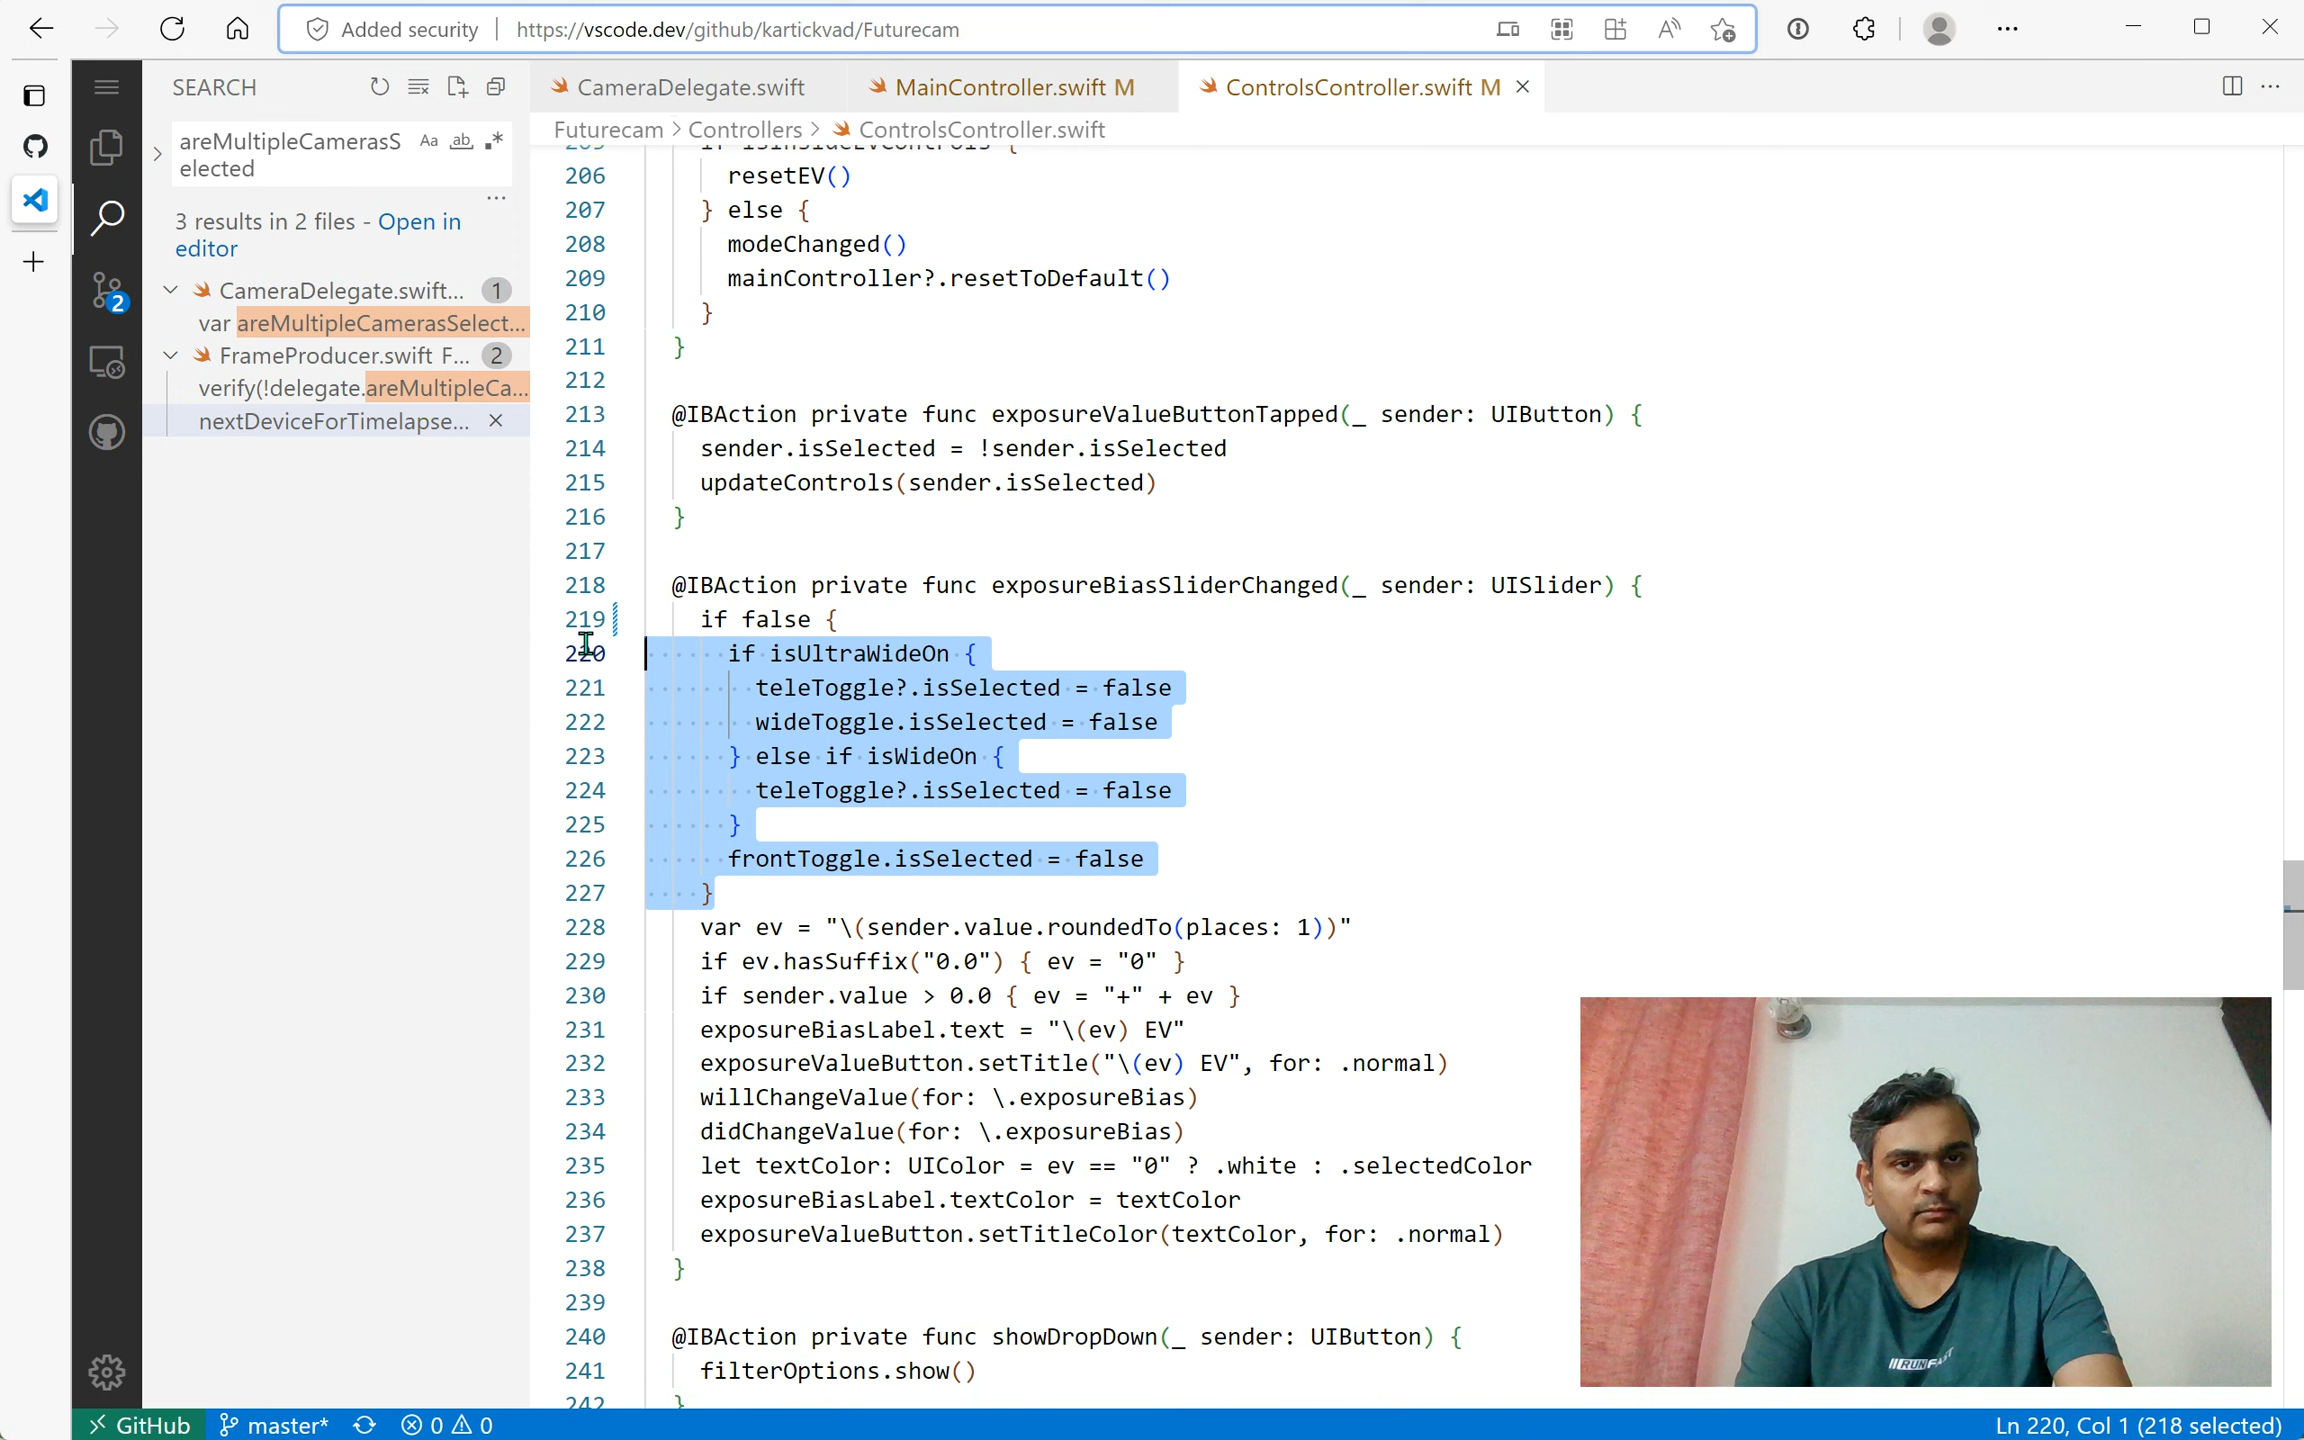 Added security
https://vscode.dev/github/kartickvad/Futurecam
SEARCH
areMultipleCamerasS
elected
Aa
ab
3 results in 2 files - Open in
editor
CameraDelegate.swift... 1
var areMultipleCamerasSelect...
FrameProducer.swift F... 2
verify(!delegate.areMultipleCa...
nextDeviceForTimelapse...
2
CameraDelegate.swift
MainController.swift M
ControlsController.swift M
Futurecam > Controllers > ControlsController.swift
205 if isInsideEVControls {
206 resetEV()
207 } else {
208 modeChanged()
209 mainController?.resetToDefault()
210 }
211 }
212
213 @IBAction private func exposureValueButtonTapped(_ sender: UIButton) {
214 sender.isSelected = !sender.isSelected
215 updateControls(sender.isSelected)
216 }
217
218 @IBAction private func exposureBiasSliderChanged(_ sender: UISlider) {
219 if false {
220 if isUltraWideOn {
221 teleToggle?.isSelected = false
222 wideToggle.isSelected = false
223 } else if isWideOn {
224 teleToggle?.isSelected = false
225 }
226 frontToggle.isSelected = false
227 }
228 var ev = "\(sender.value.roundedTo(places: 1))"
229 if ev.hasSuffix("0.0") { ev = "0" }
230 if sender.value > 0.0 { ev = "+" + ev }
231 exposureBiasLabel.text = "\(ev) EV"
232 exposureValueButton.setTitle("\(ev) EV", for: .normal)
233 willChangeValue(for: \.exposureBias)
234 didChangeValue(for: \.exposureBias)
235 let textColor: UIColor = ev == "0" ? .white : .selectedColor
236 exposureBiasLabel.textColor = textColor
237 exposureValueButton.setTitleColor(textColor, for: .normal)
238 }
239
240 @IBAction private func showDropDown(_ sender: UIButton) {
241 filterOptions.show()
242 }
GitHub master* 0 0
Ln 220, Col 1 (218 selected)